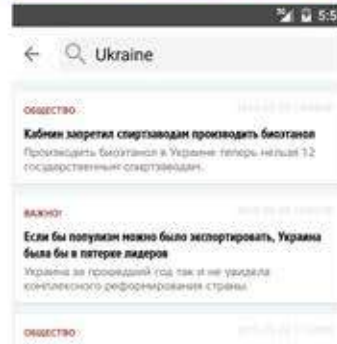 5:5
Ukraine
ОБЩЕСТВО
Кабмин запретил спиртзаводам производить биоэтанол
Производить биоэтанол в Украине теперь нельзя 12
государственным спиртзаводам.
ВАЖНО!
Если бы популизм можно было экспортировать, Украина
была бы в пятерке лидеров
Украина за прошедший год так и не увидела
комплексного реформирования страны.
ОБЩЕСТВО